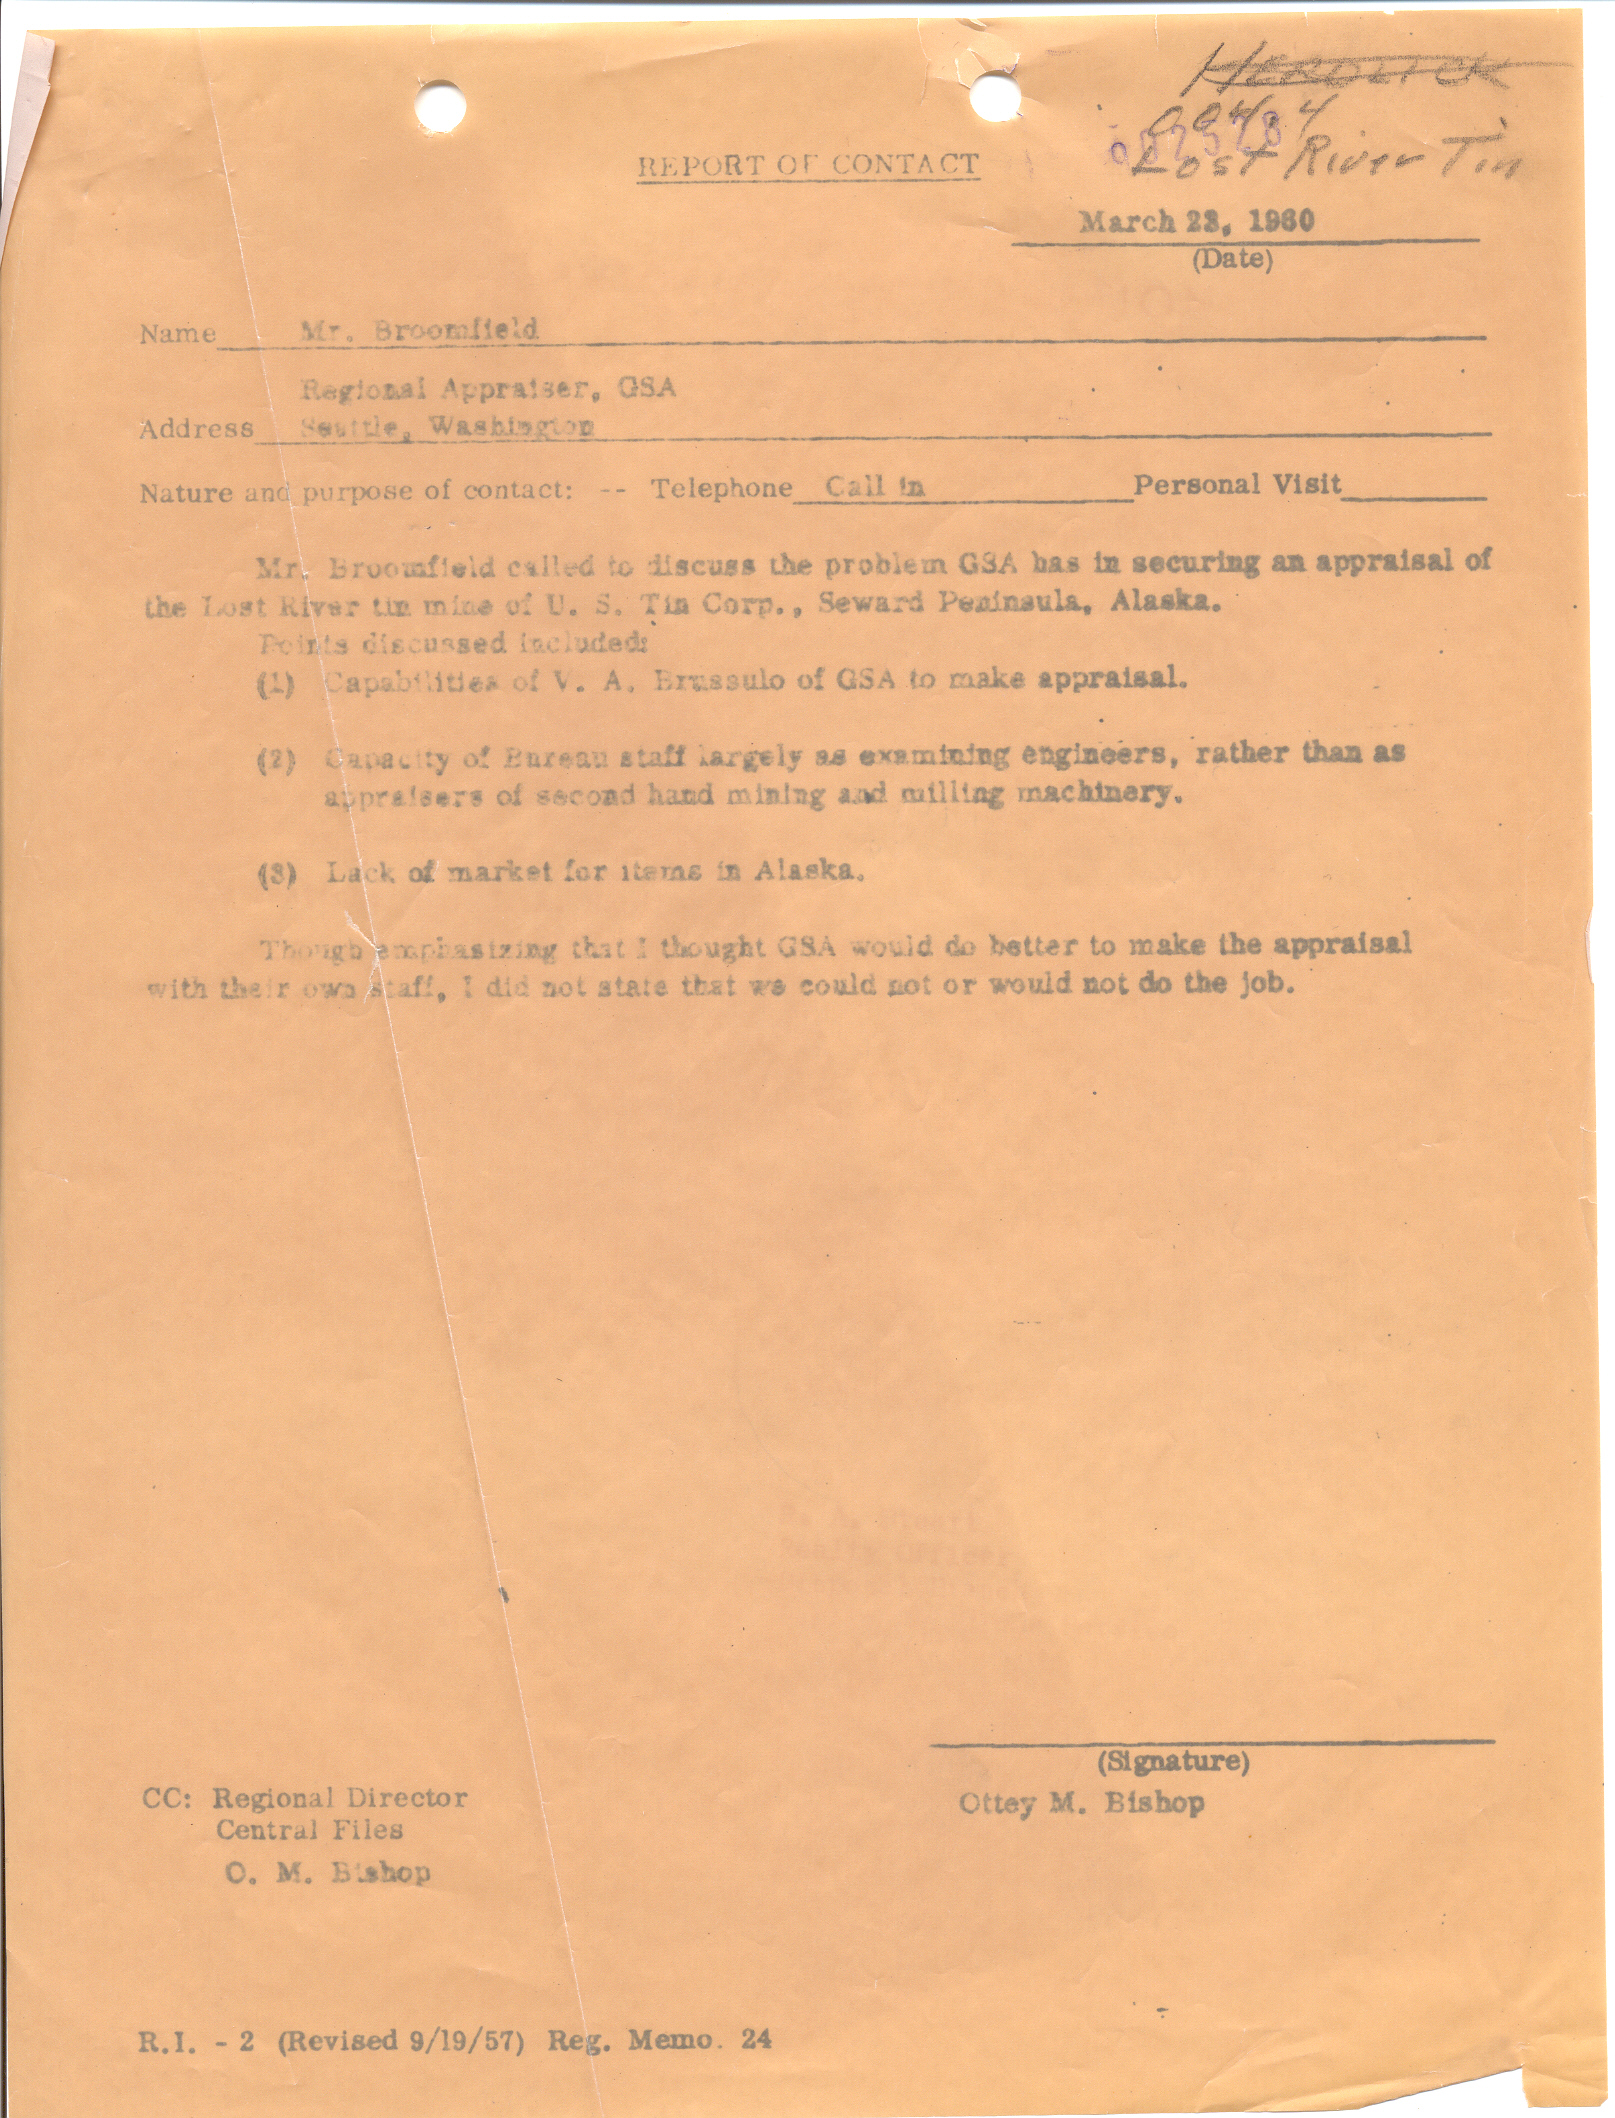 HERDLICK
REPORT OF CONTACT
Lost River Tin
March 23, 1960
(Date)
Name Mr. Broomfield
Regional Appraiser, GSA
Address Seattle, Washington
Nature and purpose of contact: -- Telephone Call in Personal Visit
Mr. Broomfield called to discuss the problem GSA has in securing an appraisal of
the Lost River tin mine of U. S. Tin Corp., Seward Peninsula, Alaska.
Points discussed included:
(1) Capabilities of V. A. Brussulo of GSA to make appraisal.
(2) Capacity of Bureau staff largely as examining engineers, rather than as
appraisers of second hand mining and milling machinery.
(3) Lack of market for items in Alaska.
Though emphasizing that I thought GSA would do better to make the appraisal
with their own staff, I did not state that we could not or would not do the job.
(Signature)
CC: Regional Director
Ottey M. Bishop
Central Files
O. M. Bishop
R.I. - 2 (Revised 9/19/57) Reg. Memo. 24